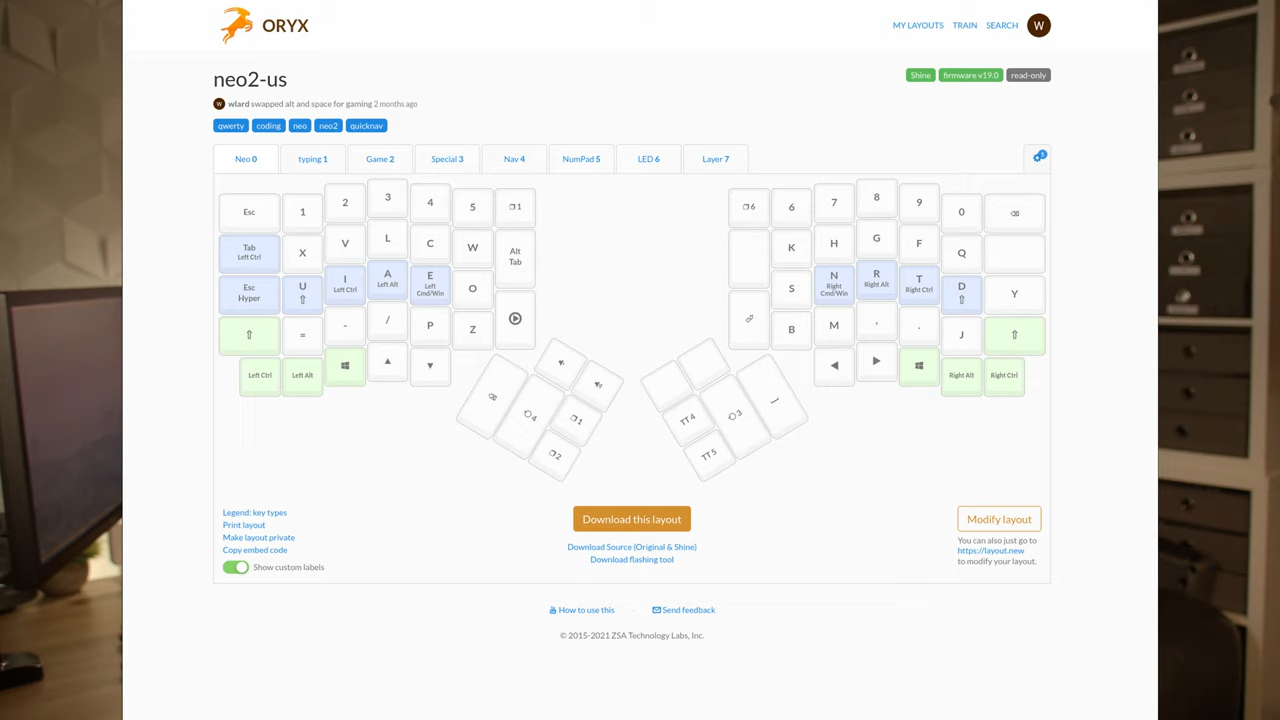 ORYX
MY LAYOUTS TRAIN SEARCH W
neo2-us
Shine firmware v19.0 read-only
W wlard swapped alt and space for gaming 2 months ago
qwerty coding neo neo2 quicknav
Neo 0 typing 1 Game 2 Special 3 Nav 4 NumPad 5 LED 6 Layer 7
5
Esc 1 2 3 4 5 1 6 6 7 8 9 0
Tab Left Ctrl X V L C W Alt Tab K H G F Q
Esc Hyper U I Left Ctrl A Left Alt E Left Cmd/Win O S N Right Cmd/Win R Right Alt T Right Ctrl D Y
= - / P Z B M , . J
Left Ctrl Left Alt Right Alt Right Ctrl
4 1 2 TT 4 3 TT 5
Legend: key types
Print layout
Make layout private
Copy embed code
Show custom labels
Download this layout
Download Source (Original & Shine)
Download flashing tool
Modify layout
You can also just go to
https://layout.new
to modify your layout.
How to use this · Send feedback
© 2015-2021 ZSA Technology Labs, Inc.